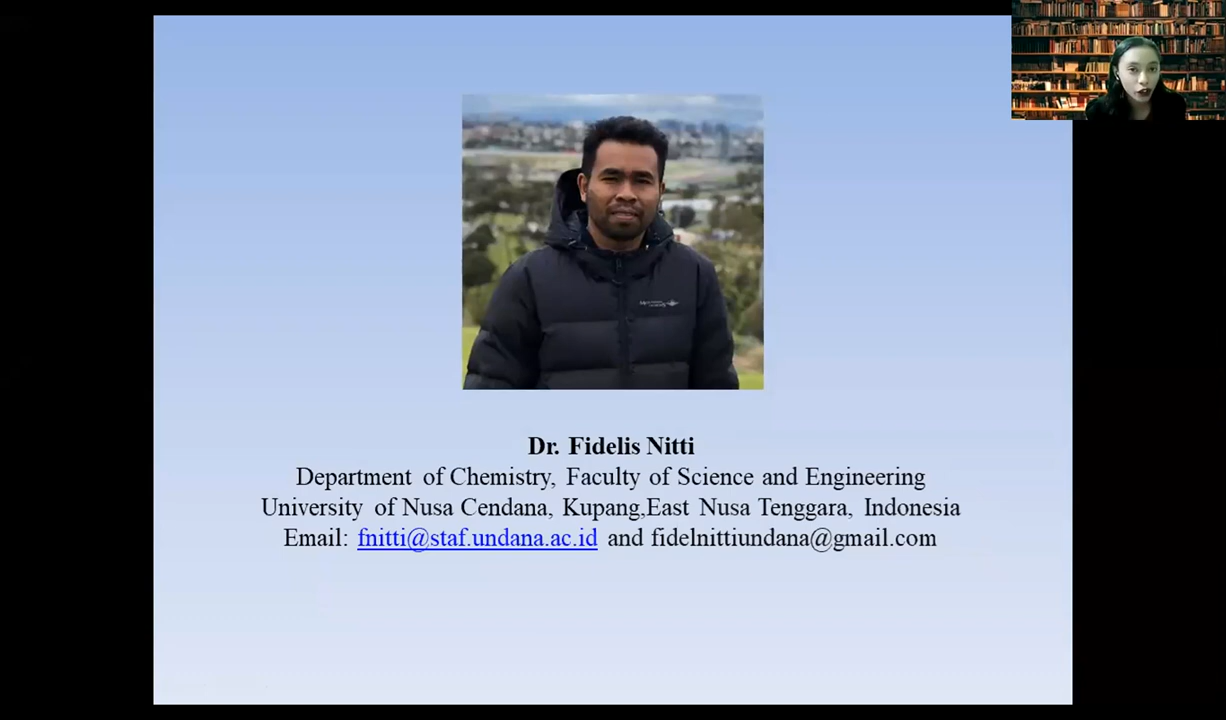 Dr. Fidelis Nitti
Department of Chemistry, Faculty of Science and Engineering
University of Nusa Cendana, Kupang,East Nusa Tenggara, Indonesia
Email: fnitti@staf.undana.ac.id and fidelnittiundana@gmail.com